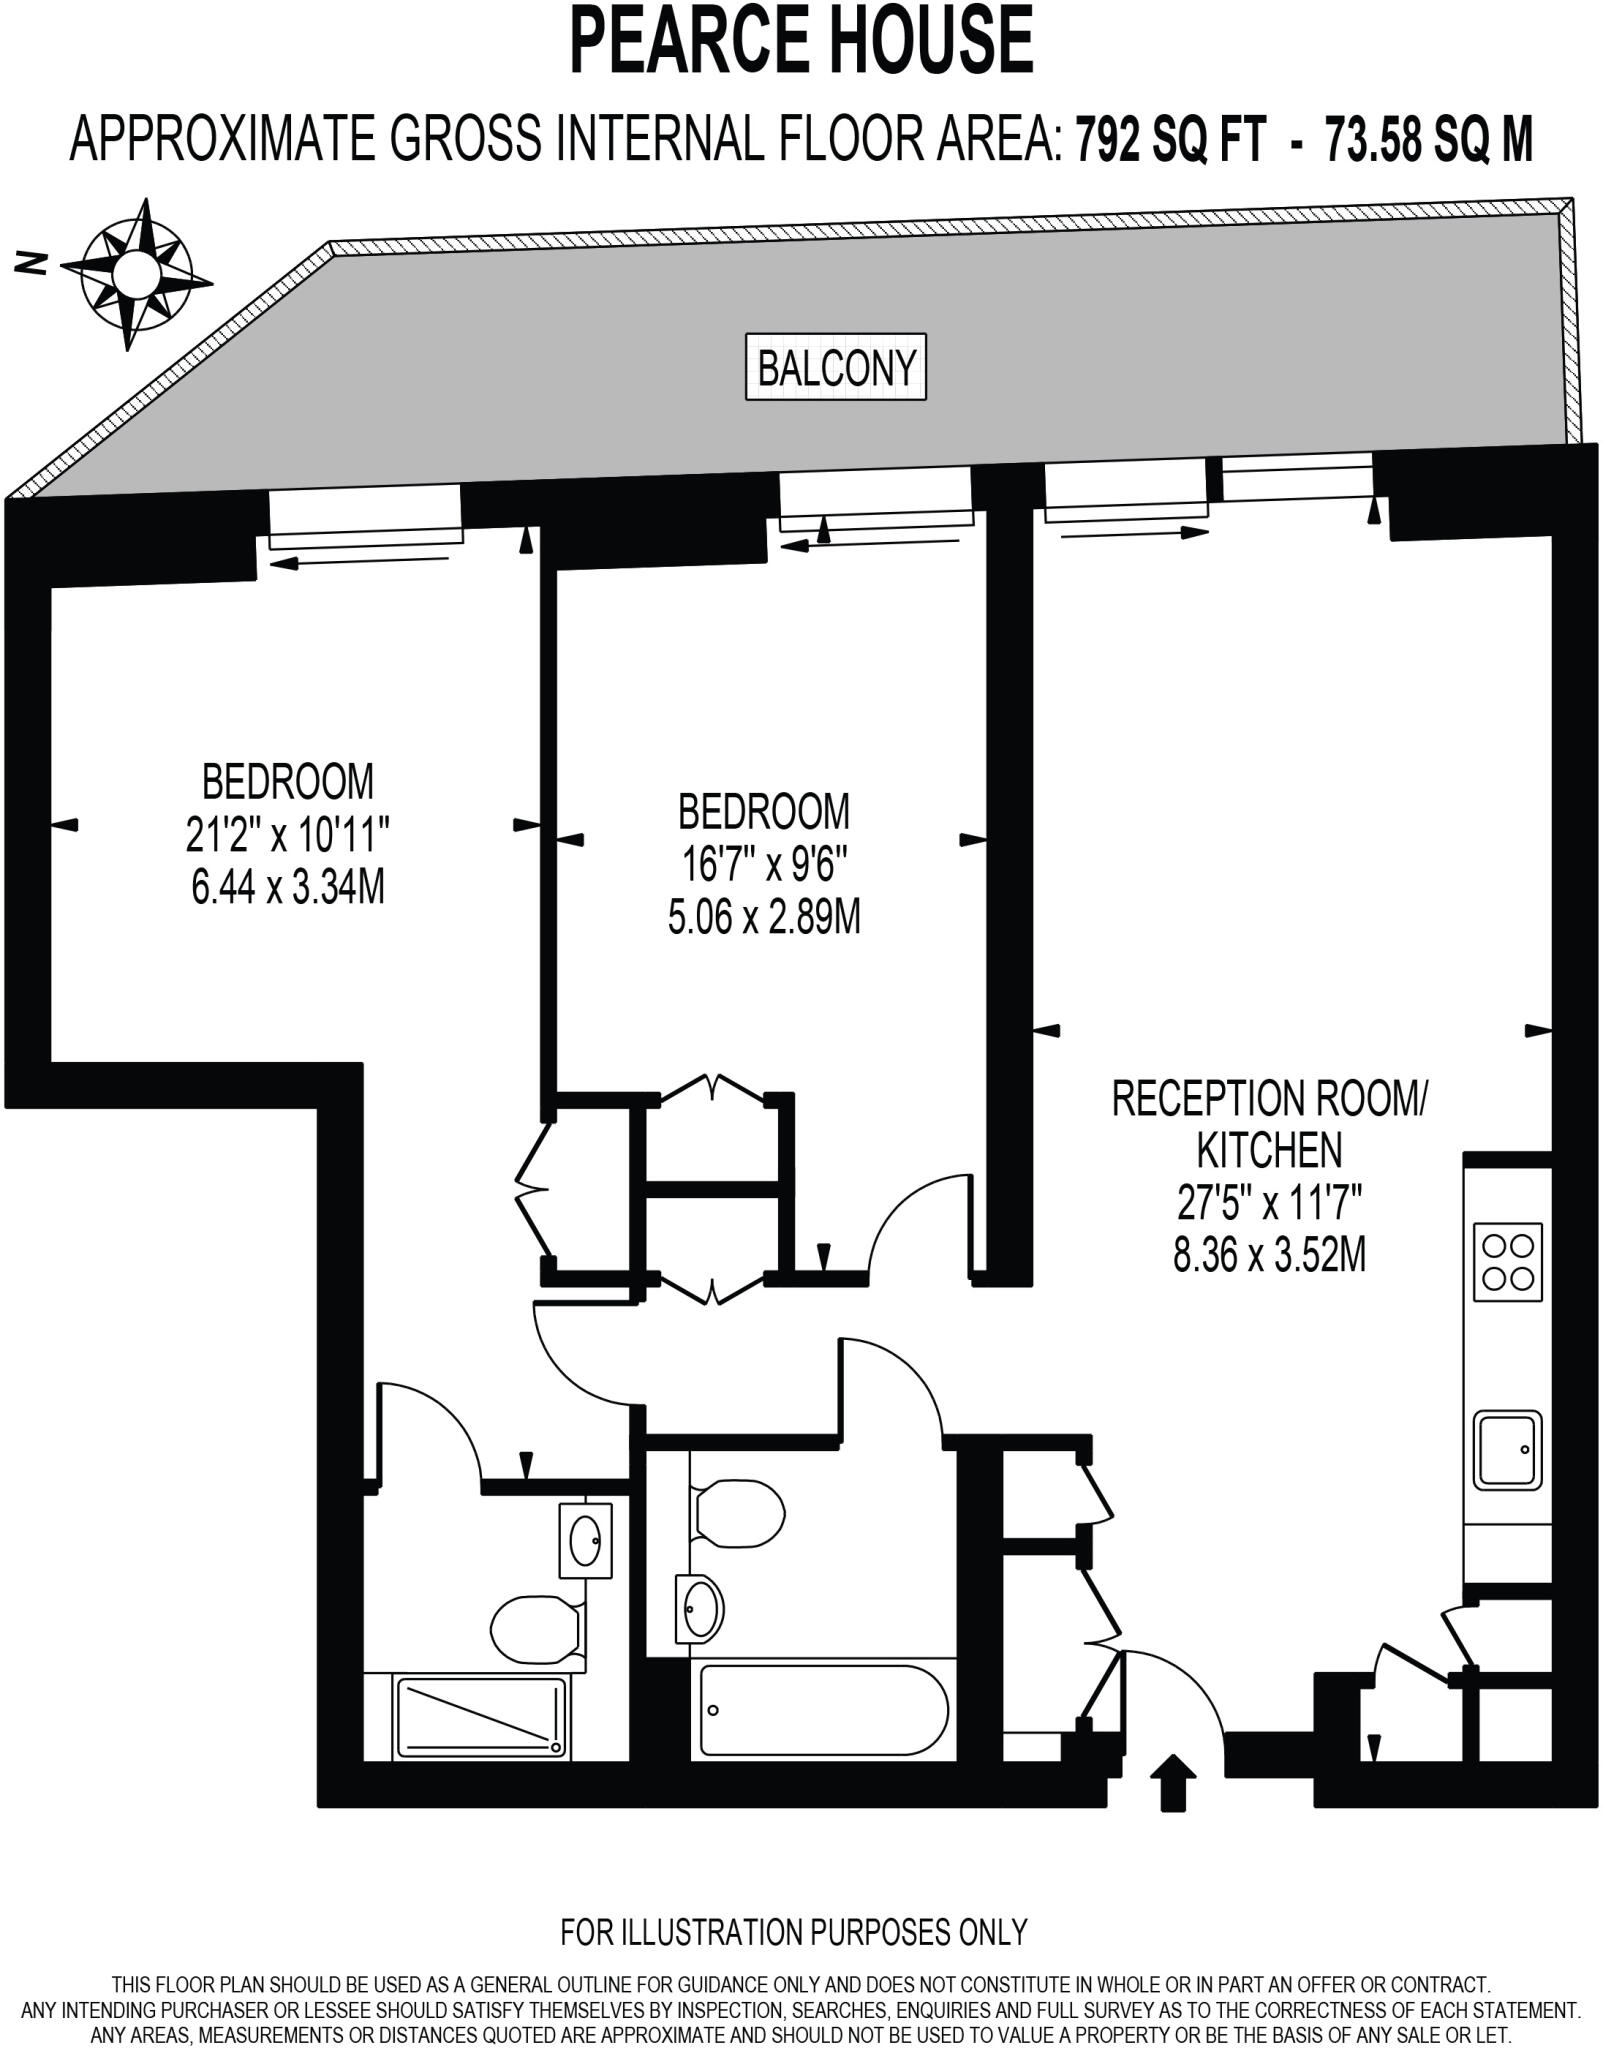 PEARCE HOUSE
APPROXIMATE GROSS INTERNAL FLOOR AREA: 792 SQ FT - 73.58 SQ M
N
BALCONY
BEDROOM
21'2" x 10'11"
6.44 x 3.34M
BEDROOM
16'7" x 9'6"
5.06 x 2.89M
RECEPTION ROOM/
KITCHEN
27'5" x 11'7"
8.36 x 3.52M
FOR ILLUSTRATION PURPOSES ONLY
THIS FLOOR PLAN SHOULD BE USED AS A GENERAL OUTLINE FOR GUIDANCE ONLY AND DOES NOT CONSTITUTE IN WHOLE OR IN PART AN OFFER OR CONTRACT.
ANY INTENDING PURCHASER OR LESSEE SHOULD SATISFY THEMSELVES BY INSPECTION, SEARCHES, ENQUIRIES AND FULL SURVEY AS TO THE CORRECTNESS OF EACH STATEMENT.
ANY AREAS, MEASUREMENTS OR DISTANCES QUOTED ARE APPROXIMATE AND SHOULD NOT BE USED TO VALUE A PROPERTY OR BE THE BASIS OF ANY SALE OR LET.